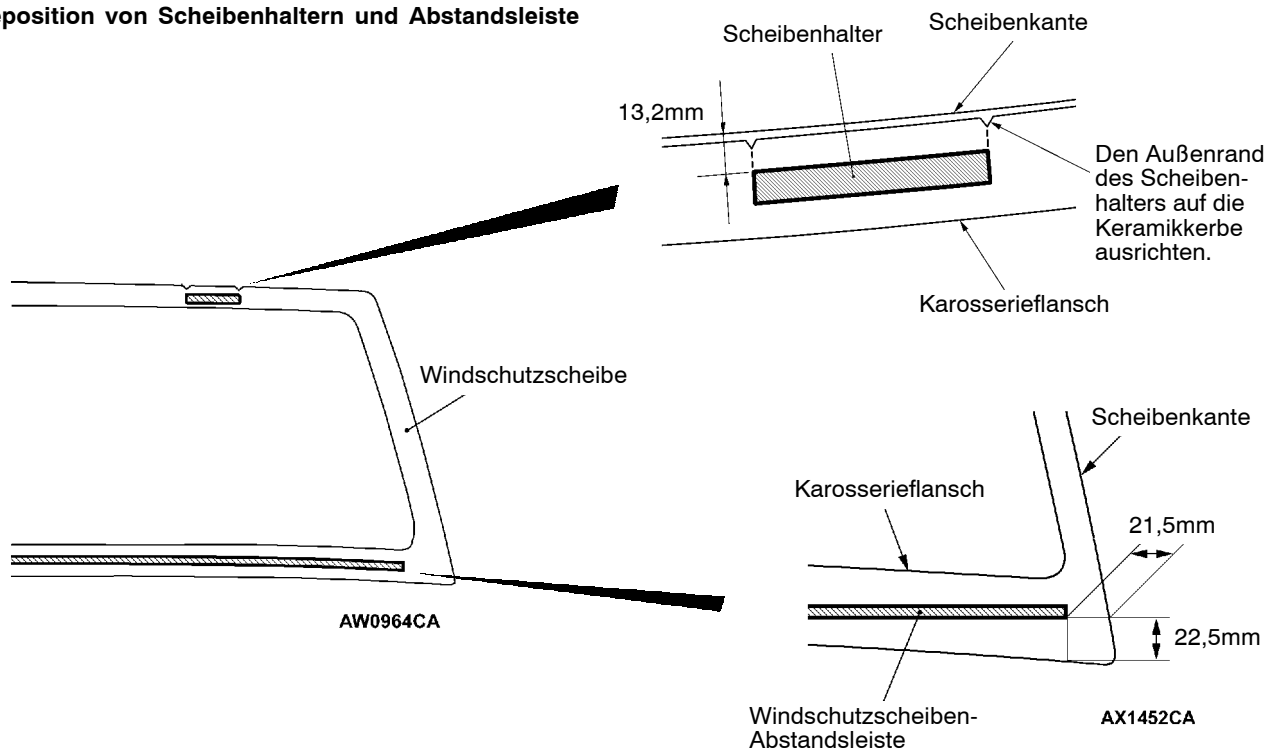 position von Scheibenhaltern und Abstandsleiste
Scheibenhalter
Scheibenkante
13,2mm
Den Außenrand
des Scheiben-
halters auf die
Keramikkerbe
ausrichten.
Karosserieflansch
Windschutzscheibe
AW0964CA
Scheibenkante
Karosserieflansch
21,5mm
22,5mm
Windschutzscheiben-
Abstandsleiste
AX1452CA